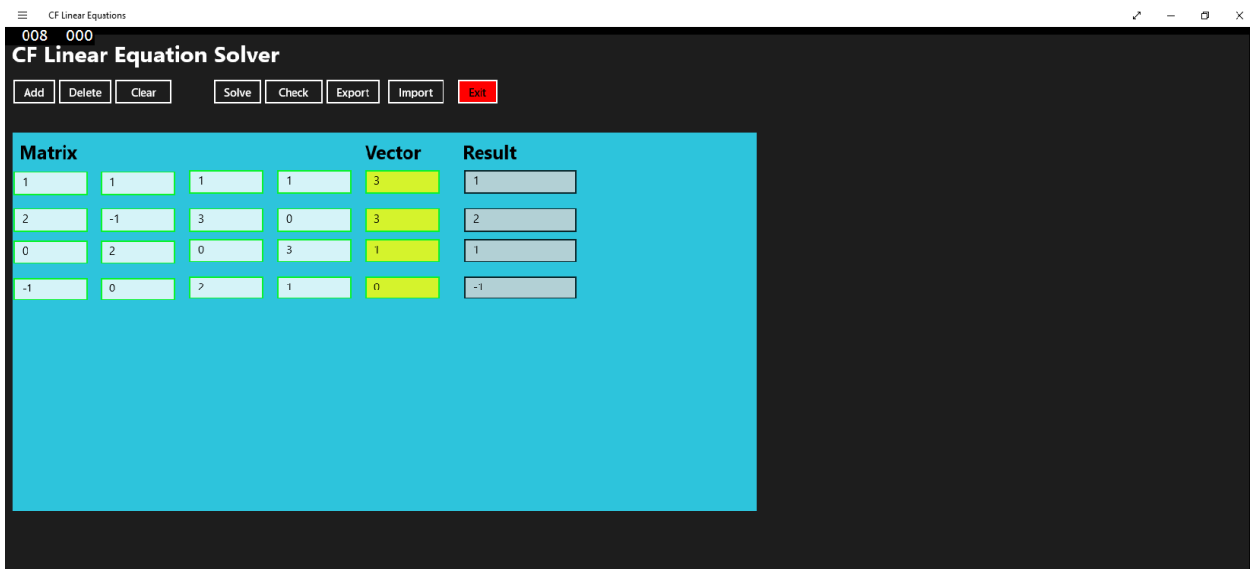 CF Linear Equations
008 000
CF Linear Equation Solver
Add Delete Clear Solve Check Export Import Exit
Matrix Vector Result
1 1 1 1 3 1
2 -1 3 0 3 2
0 2 0 3 1 1
-1 0 2 1 0 -1